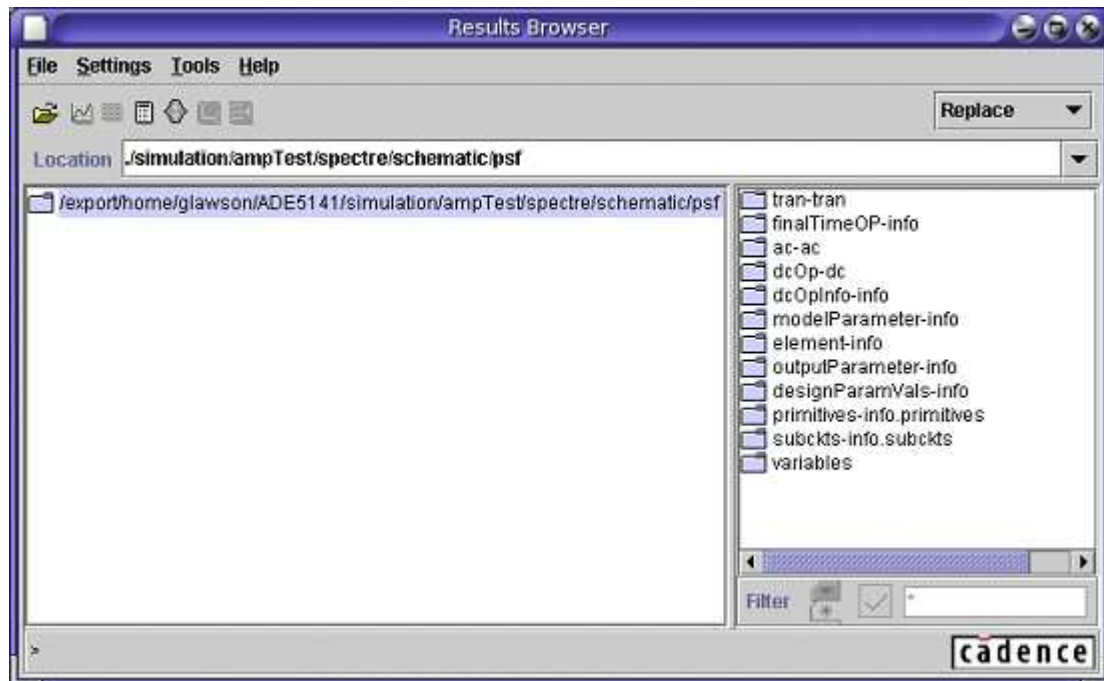 Results Browser
File Settings Tools Help
Replace
Location ./simulation/ampTest/spectre/schematic/psf
/export/home/glawson/ADE5141/simulation/ampTest/spectre/schematic/psf
tran-tran
finalTimeOP-info
ac-ac
dcOp-dc
dcOpInfo-info
modelParameter-info
element-info
outputParameter-info
designParamVals-info
primitives-info.primitives
subckts-info.subckts
variables
Filter *
>
cādence